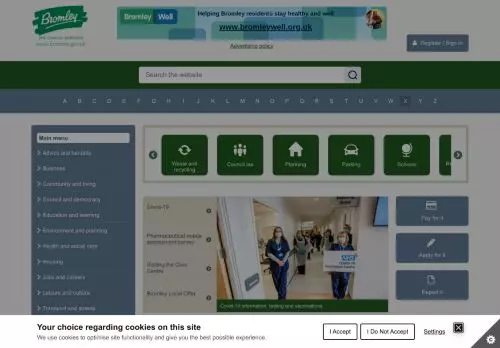 Bromley
THE LONDON BOROUGH
www.bromley.gov.uk
Bromley Well
Helping Bromley residents stay healthy and well
www.bromleywell.org.uk
Advertising policy
Register / Sign in
Search the website
A B C D E F G H I J K L M N O P Q R S T U V W X Y Z
Main menu
Advice and benefits
Business
Community and living
Council and democracy
Education and learning
Environment and planning
Health and social care
Housing
Jobs and careers
Leisure and culture
Transport and streets
Waste and recycling
Council tax
Planning
Parking
Schools
Covid-19
Pharmaceutical needs assessment survey
Visiting the Civic Centre
Bromley Local Offer
NHS
Covid-19 information, testing and vaccinations
Pay for it
Apply for it
Report it
Your choice regarding cookies on this site
We use cookies to optimise site functionality and give you the best possible experience.
I Accept
I Do Not Accept
Settings